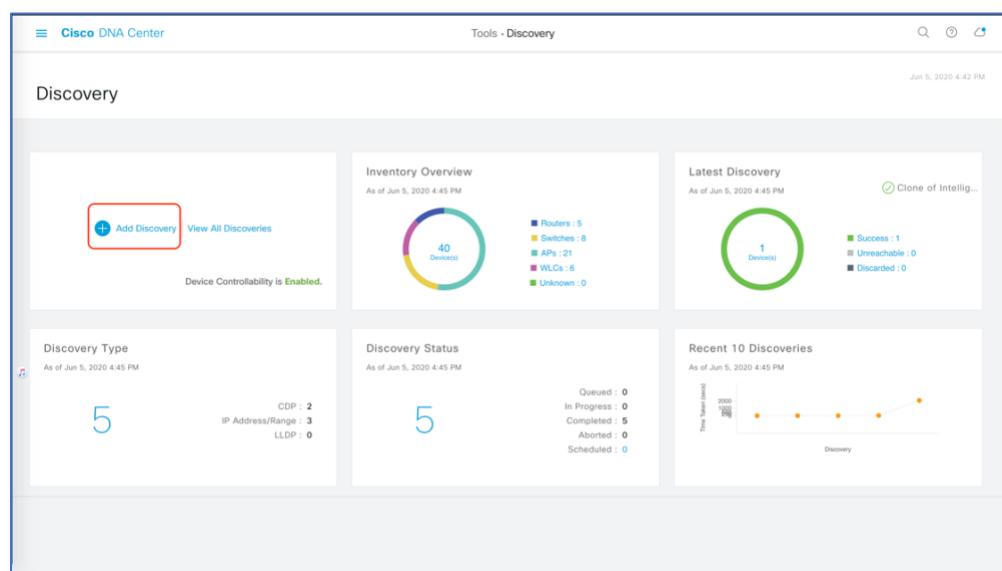 Cisco DNA Center
Tools - Discovery
Jun 5, 2020 4:42 PM
Discovery
Add Discovery
View All Discoveries
Device Controllability is Enabled.
Inventory Overview
As of Jun 5, 2020 4:45 PM
40
Device(s)
Routers : 5
Switches : 8
APs : 21
WLCs : 6
Unknown : 0
Latest Discovery
As of Jun 5, 2020 4:45 PM
Clone of Intellig...
1
Device(s)
Success : 1
Unreachable : 0
Discarded : 0
Discovery Type
As of Jun 5, 2020 4:45 PM
5
CDP : 2
IP Address/Range : 3
LLDP : 0
Discovery Status
As of Jun 5, 2020 4:45 PM
5
Queued : 0
In Progress : 0
Completed : 5
Aborted : 0
Scheduled : 0
Recent 10 Discoveries
As of Jun 5, 2020 4:45 PM
Time Taken (secs)
2000
1000
Discovery